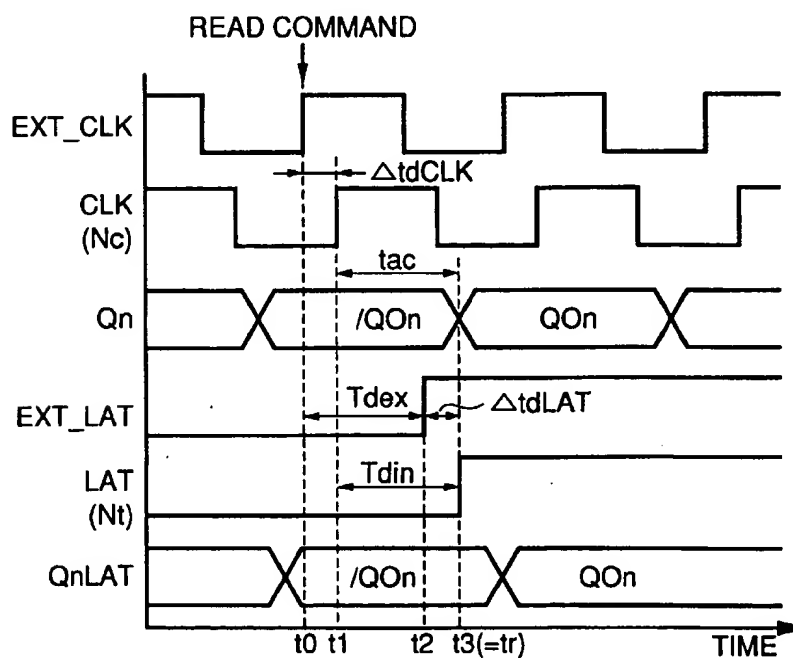 READ COMMAND
EXT_CLK
△tdCLK
CLK
(Nc)
tac
Qn
/QOn
QOn
Tdex
△tdLAT
EXT_LAT
LAT
(Nt)
Tdin
QnLAT
/QOn
QOn
t0 t1 t2 t3(=tr) TIME